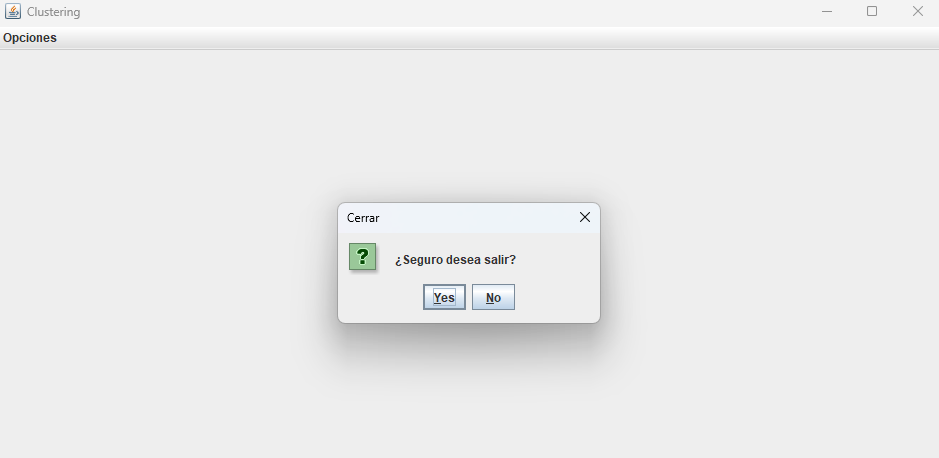 Clustering
Opciones
Cerrar
?
¿Seguro desea salir?
Yes No